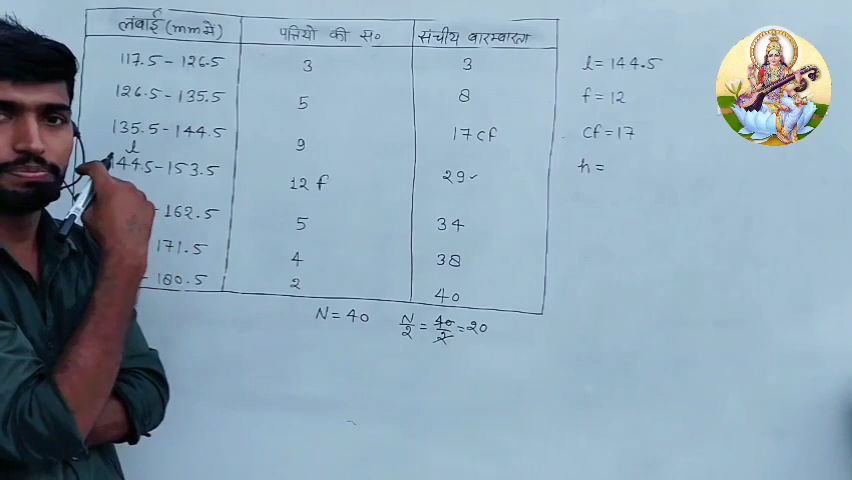 लंबाई (mm में) पत्तियो की स० संचीय बारम्बारता
117.5-126.5 3 3
126.5-135.5 5 8
135.5-144.5 9 17 cf
l
144.5-153.5 12 f 29✓
-162.5 5 34
171.5 4 38
- 180.5 2 40
N = 40 N/2 = 40/2 = 20
l = 144.5
f = 12
cf = 17
h =